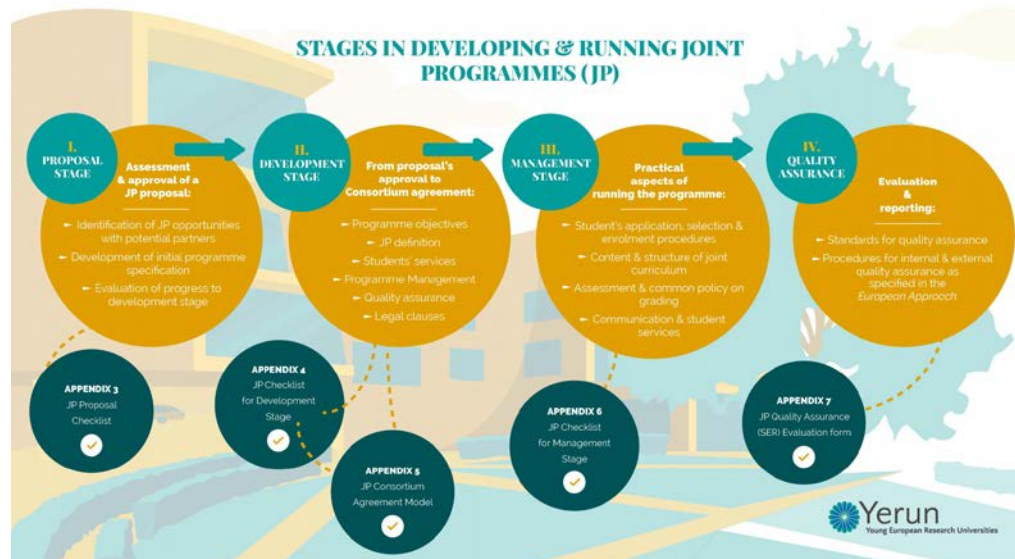 STAGES IN DEVELOPING & RUNNING JOINT
PROGRAMMES (JP)
I.
PROPOSAL
STAGE
Assessment
& approval of a
JP proposal:
← Identification of JP opportunities
with potential partners
← Development of initial programme
specification
← Evaluation of progress to
development stage
II.
DEVELOPMENT
STAGE
From proposal's
approval to
Consortium agreement:
← Programme objectives
← JP definition
← Students' services
← Programme Management
← Quality assurance
← Legal clauses
III.
MANAGEMENT
STAGE
Practical
aspects of
running the programme:
← Student's application, selection &
enrolment procedures
← Content & structure of joint
curriculum
← Assessment & common policy on
grading
← Communication & student
services
IV.
QUALITY
ASSURANCE
Evaluation
&
reporting:
← Standards for quality assurance
← Procedures for internal & external
quality assurance as
specified in the
European Approach
APPENDIX 3
JP Proposal
Checklist
APPENDIX 4
JP Checklist
for Development
Stage
APPENDIX 5
JP Consortium
Agreement Model
APPENDIX 6
JP Checklist
for Management
Stage
APPENDIX 7
JP Quality Assurance
(SER) Evaluation form
Yerun
Young European Research Universities